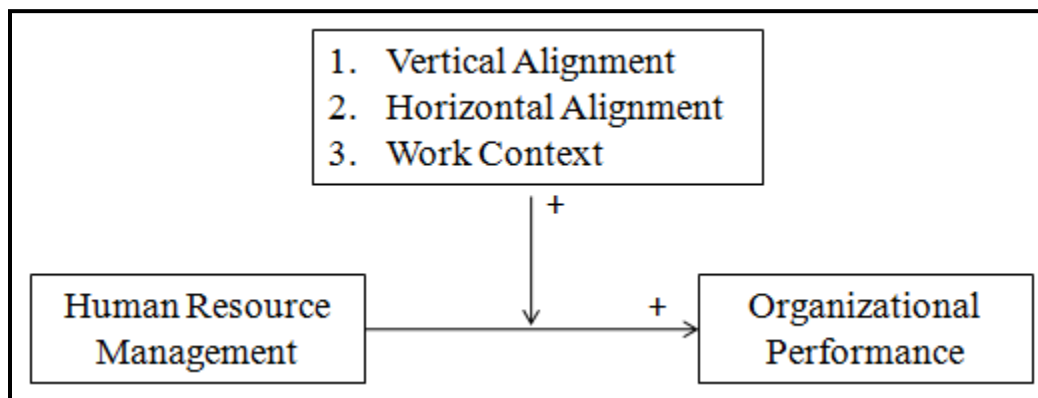 1. Vertical Alignment
2. Horizontal Alignment
3. Work Context
+
Human Resource
Management
+
Organizational
Performance